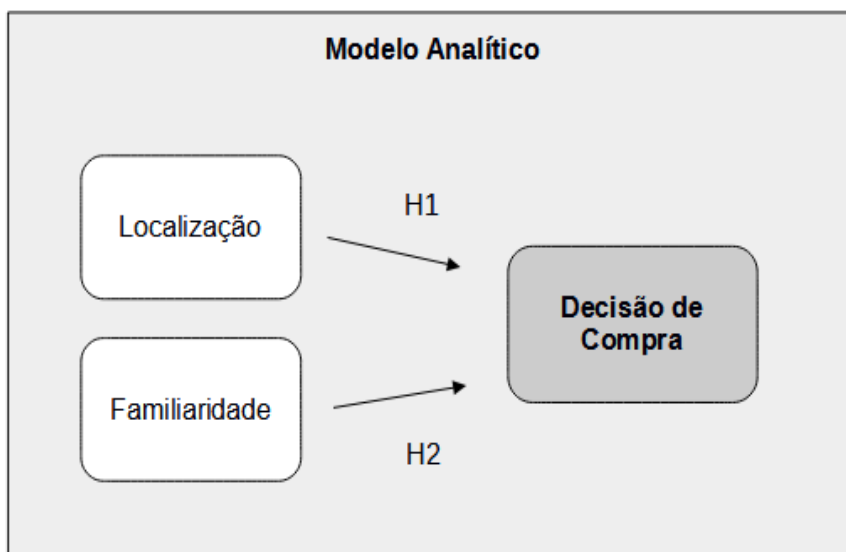 Modelo Analítico
Localização
H1
Decisão de
Compra
Familiaridade
H2